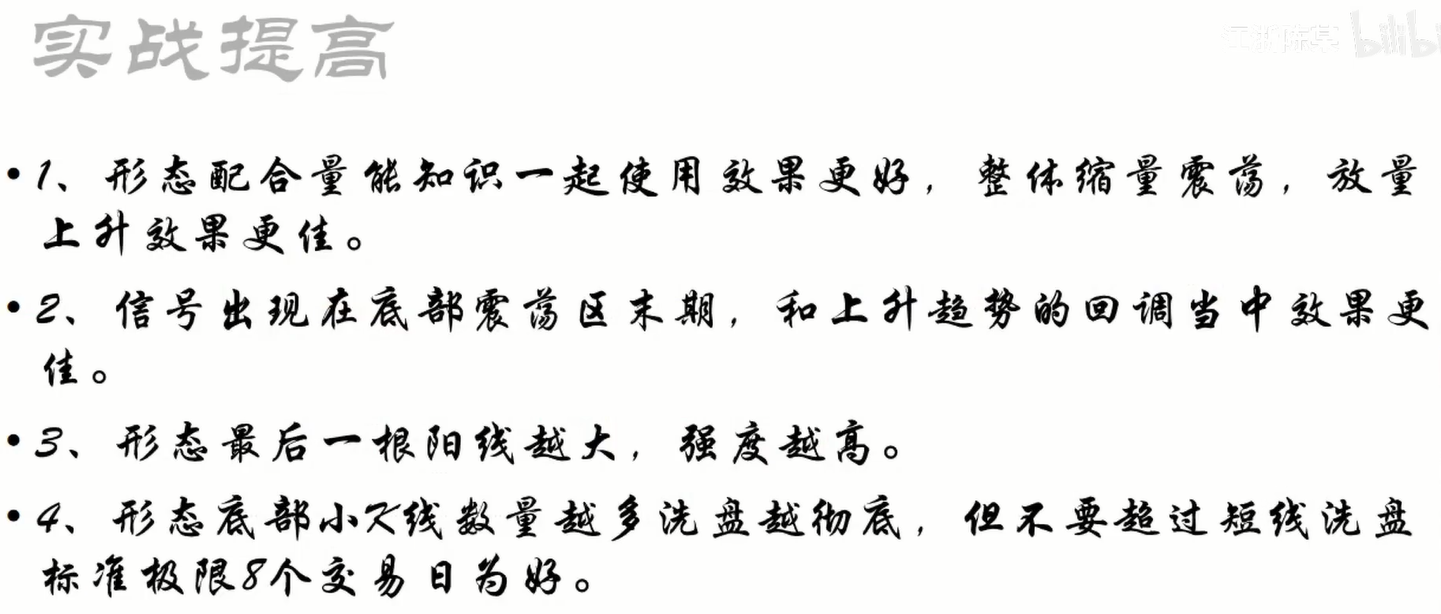 实战提高
bilibi
• 1、形态配合量能知识一起使用效果更好，整体缩量震荡，放量
上升效果更佳。
• 2、信号出现在底部震荡区末期，和上升趋势的回调当中效果更
佳。
• 3、形态最后一根阳线越大，强度越高。
• 4、形态底部小K线数量越多洗盘越彻底，但不要超过短线洗盘
标准极限8个交易日为好。